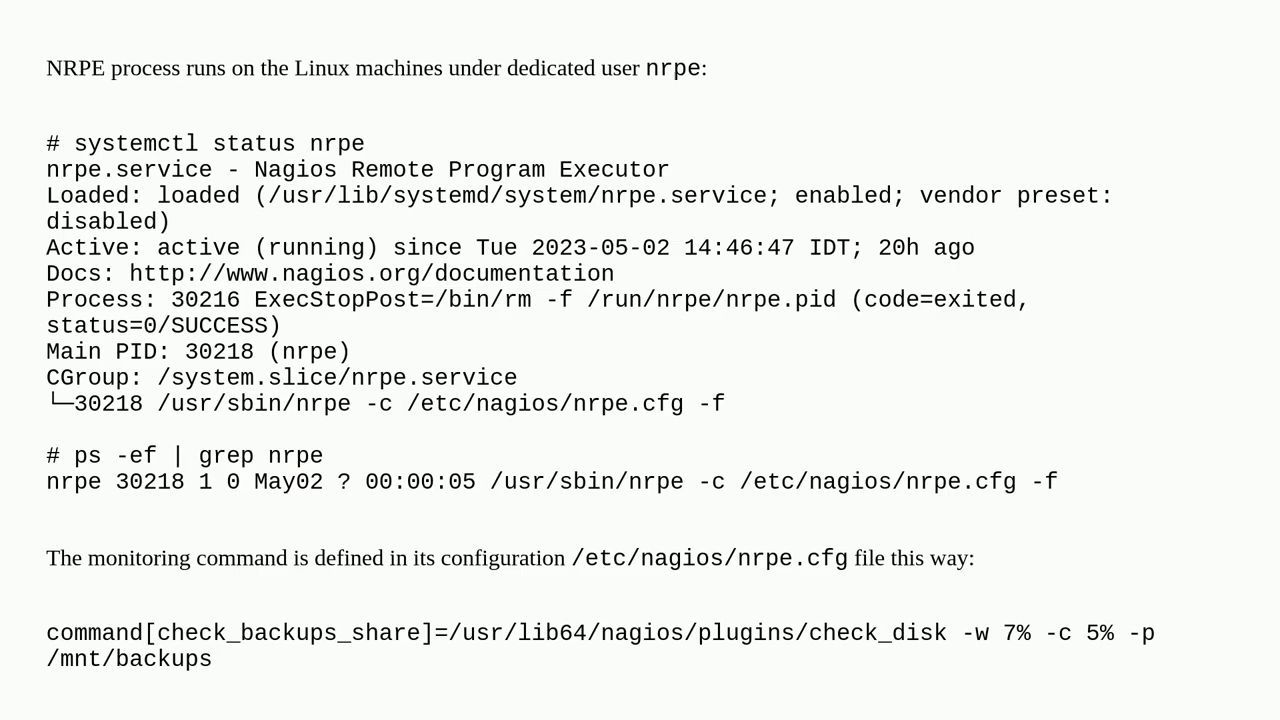 NRPE process runs on the Linux machines under dedicated user nrpe:
# systemctl status nrpe
nrpe.service - Nagios Remote Program Executor
Loaded: loaded (/usr/lib/systemd/system/nrpe.service; enabled; vendor preset:
disabled)
Active: active (running) since Tue 2023-05-02 14:46:47 IDT; 20h ago
Docs: http://www.nagios.org/documentation
Process: 30216 ExecStopPost=/bin/rm -f /run/nrpe/nrpe.pid (code=exited,
status=0/SUCCESS)
Main PID: 30218 (nrpe)
CGroup: /system.slice/nrpe.service
└─30218 /usr/sbin/nrpe -c /etc/nagios/nrpe.cfg -f
# ps -ef | grep nrpe
nrpe 30218 1 0 May02 ? 00:00:05 /usr/sbin/nrpe -c /etc/nagios/nrpe.cfg -f
The monitoring command is defined in its configuration /etc/nagios/nrpe.cfg file this way:
command[check_backups_share]=/usr/lib64/nagios/plugins/check_disk -w 7% -c 5% -p
/mnt/backups